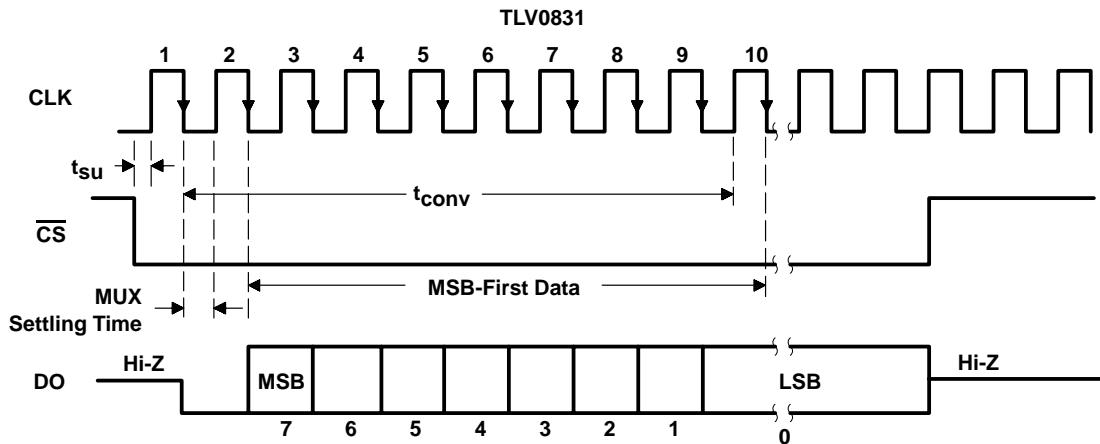 TLV0831
1 2 3 4 5 6 7 8 9 10
CLK
tsu
tconv
CS
MSB-First Data
MUX
Settling Time
Hi-Z
Hi-Z
DO
MSB
LSB
7 6 5 4 3 2 1 0